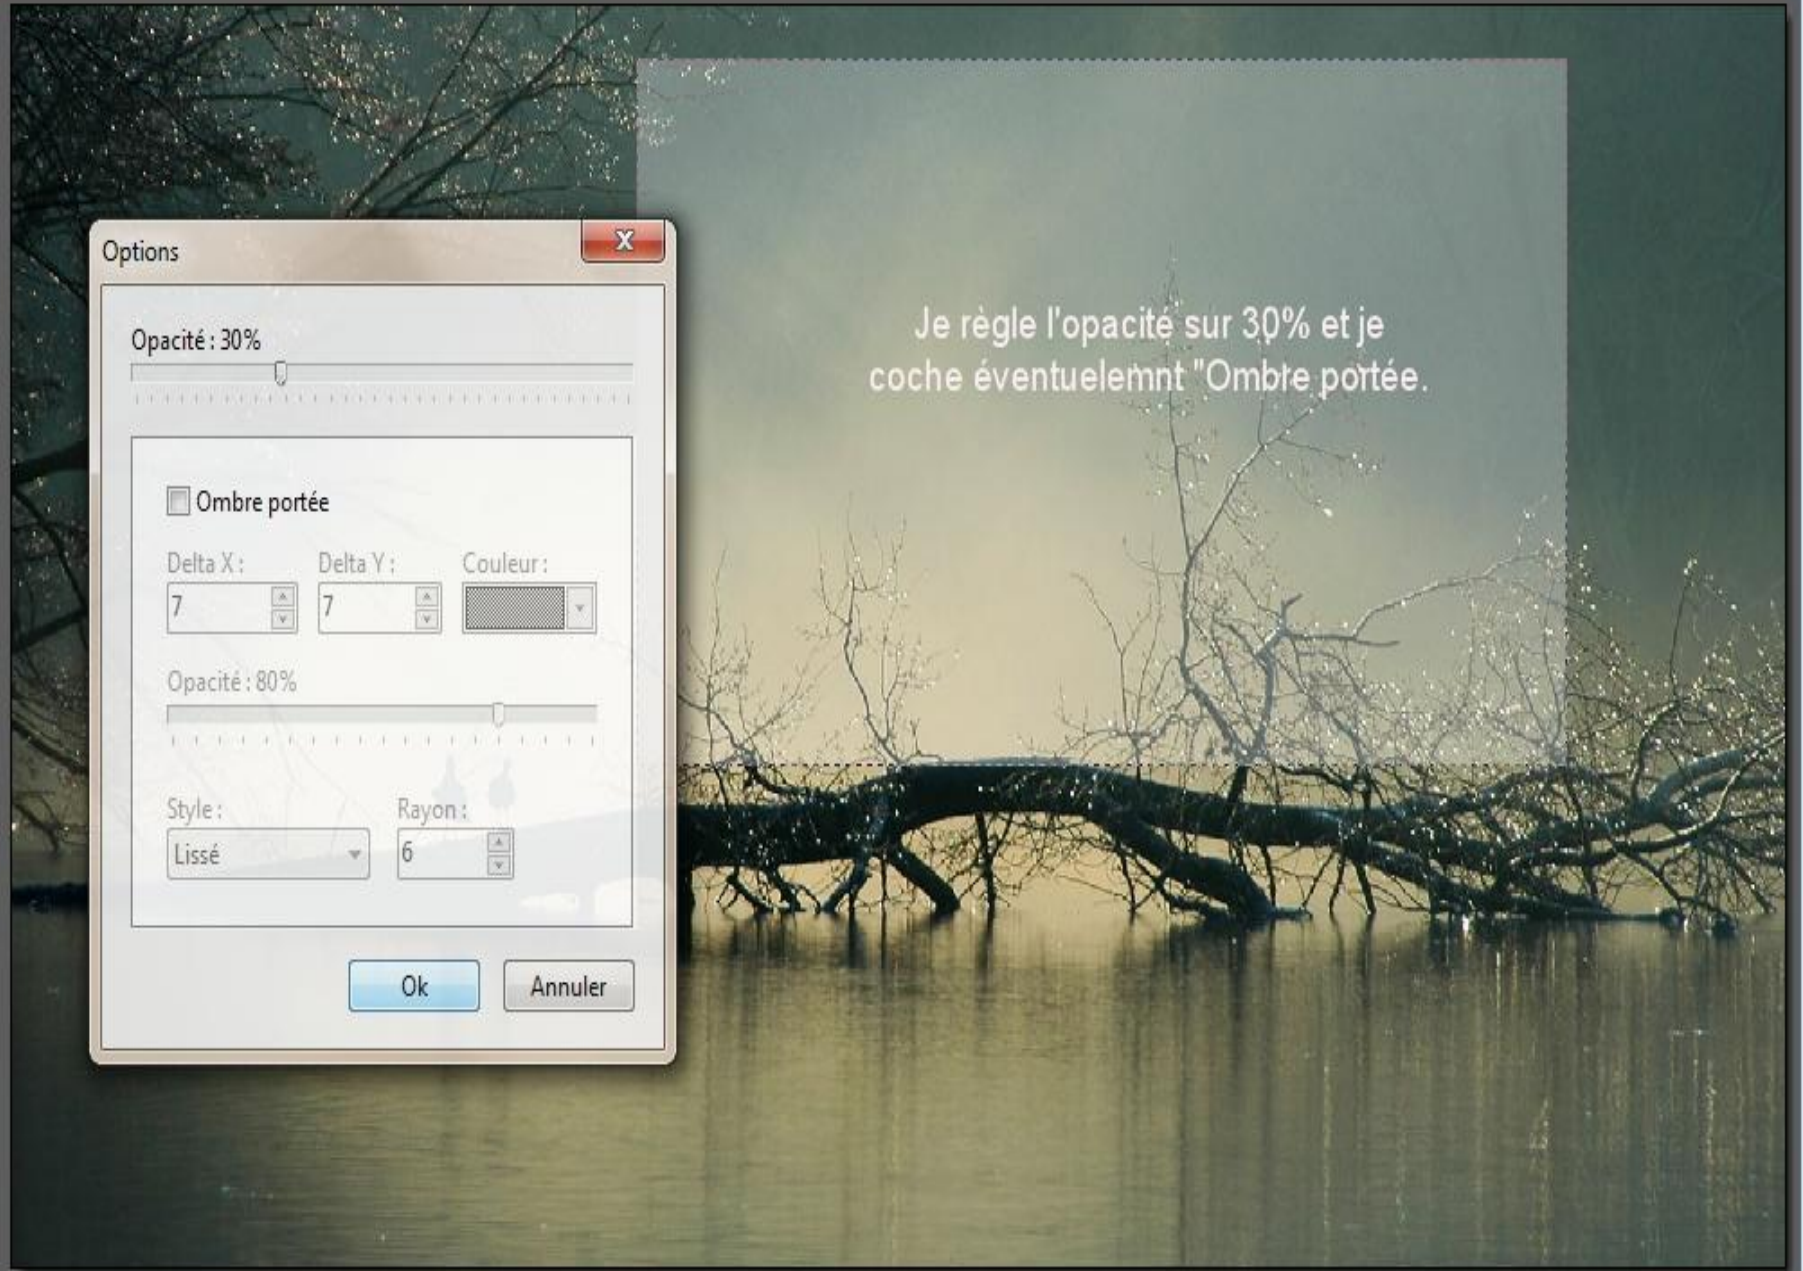 Options
X
Opacité : 30%
Ombre portée
Delta X :
Delta Y :
Couleur :
7
7
Opacité : 80%
Style :
Rayon :
Lissé
6
Ok
Annuler
Je règle l'opacité sur 30% et je
coche éventuelemnt "Ombre portée.